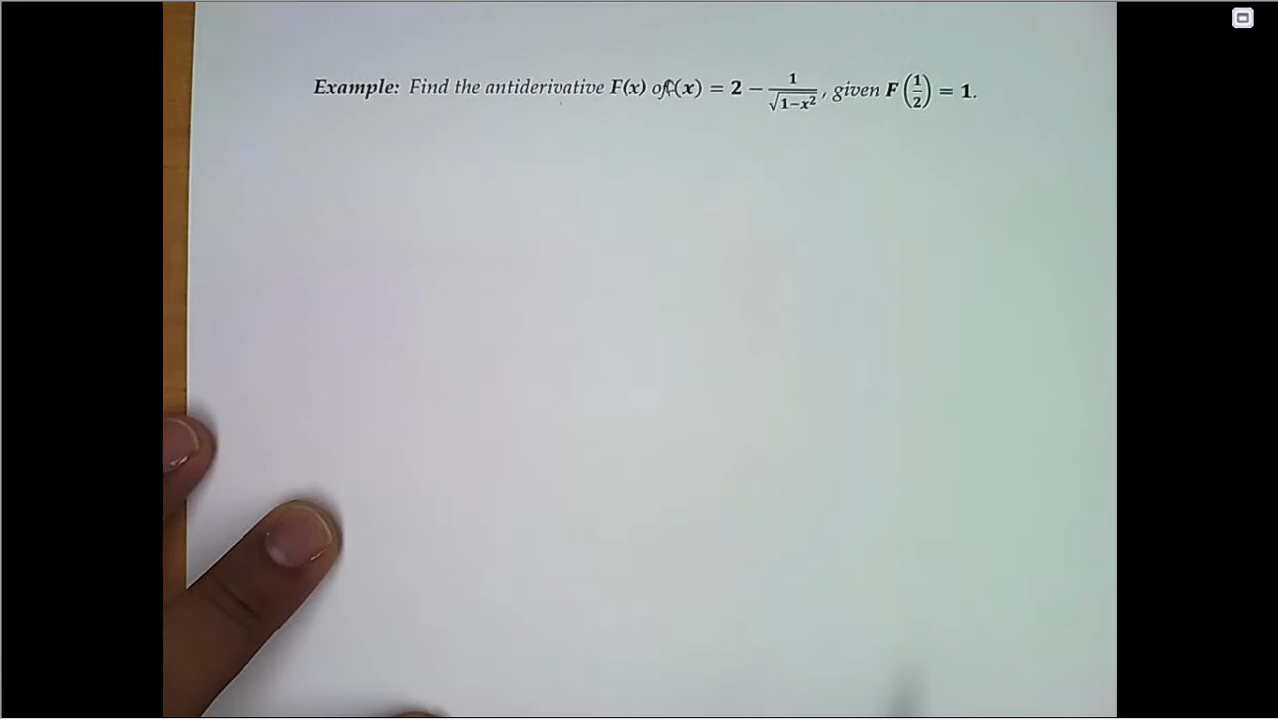 Example: Find the antiderivative F(x) of f(x) = 2 − 1/√(1−x²), given F(1/2) = 1.